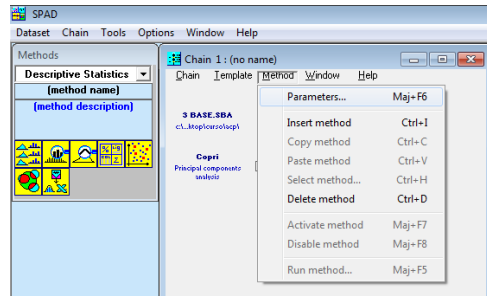 SPAD
Dataset Chain Tools Options Window Help
Methods
Descriptive Statistics
(method name)
(method description)
Chain 1 : (no name)
Chain Template Method Window Help
3 BASE.SBA
c:\...ktop\curso\acp\
Copri
Principal components
analysis
Parameters... Maj+F6
Insert method Ctrl+I
Copy method Ctrl+C
Paste method Ctrl+V
Select method... Ctrl+H
Delete method Ctrl+D
Activate method Maj+F7
Disable method Maj+F8
Run method... Maj+F5